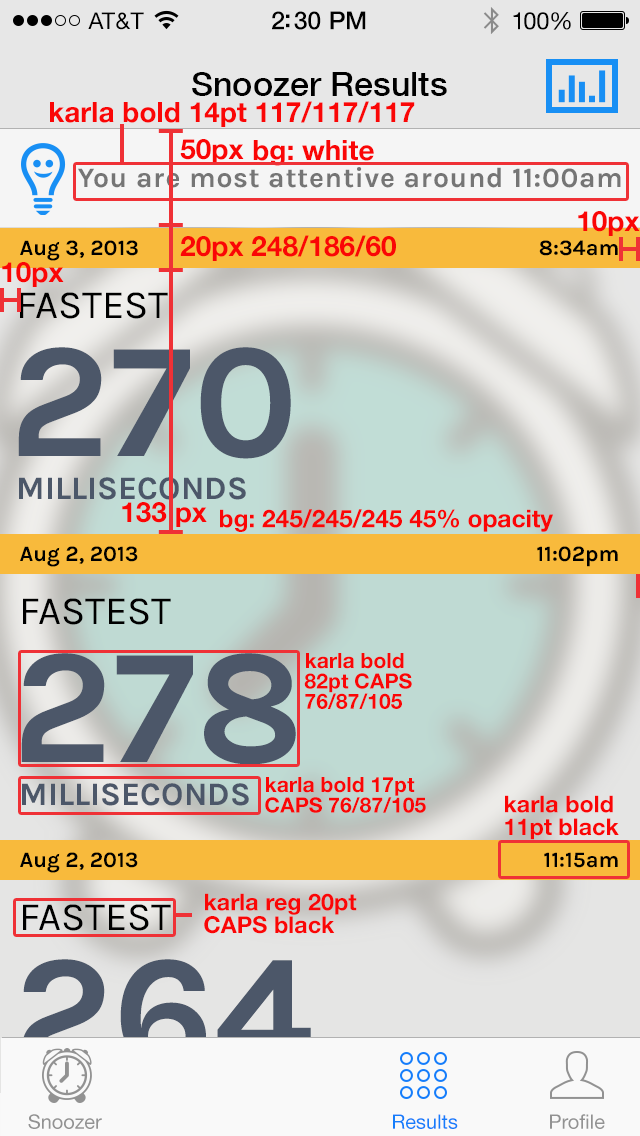 AT&T 2:30 PM 100%
Snoozer Results
karla bold 14pt 117/117/117
50px bg: white
You are most attentive around 11:00am
10px
Aug 3, 2013 20px 248/186/60 8:34am
10px
FASTEST
270
MILLISECONDS
133 px bg: 245/245/245 45% opacity
Aug 2, 2013 11:02pm
FASTEST
278
karla bold
82pt CAPS
76/87/105
MILLISECONDS
karla bold 17pt
CAPS 76/87/105
karla bold
11pt black
Aug 2, 2013 11:15am
FASTEST
karla reg 20pt
CAPS black
264
Snoozer Results Profile